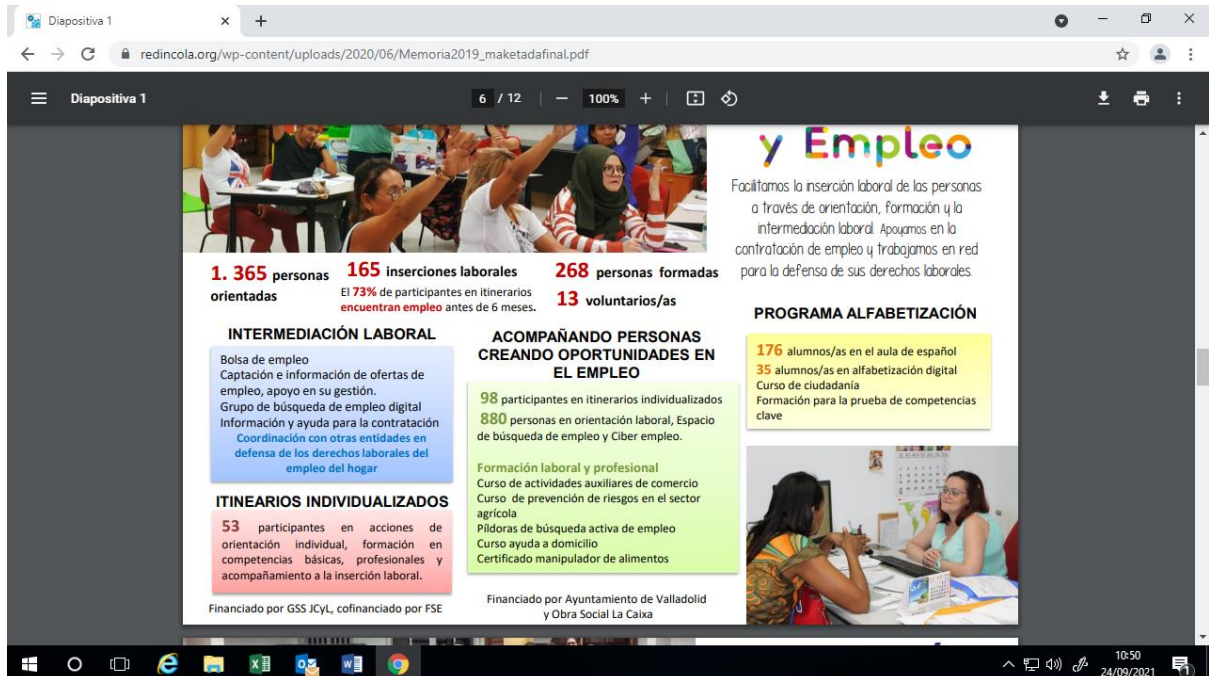 Diapositiva 1
redincola.org/wp-content/uploads/2020/06/Memoria2019_maketadafinal.pdf
Diapositiva 1
6 / 12
100%
y Empleo
Facilitamos la inserción laboral de las personas
a través de orientación, formación y la
intermediación laboral. Apoyamos en la
contratación de empleo y trabajamos en red
para la defensa de sus derechos laborales.
1. 365 personas
orientadas
165 inserciones laborales
El 73% de participantes en itinerarios
encuentran empleo antes de 6 meses.
268 personas formadas
13 voluntarios/as
INTERMEDIACIÓN LABORAL
Bolsa de empleo
Captación e información de ofertas de
empleo, apoyo en su gestión.
Grupo de búsqueda de empleo digital
Información y ayuda para la contratación
Coordinación con otras entidades en
defensa de los derechos laborales del
empleo del hogar
ITINEARIOS INDIVIDUALIZADOS
53 participantes en acciones de
orientación individual, formación en
competencias básicas, profesionales y
acompañamiento a la inserción laboral.
Financiado por GSS JCyL, cofinanciado por FSE
ACOMPAÑANDO PERSONAS
CREANDO OPORTUNIDADES EN
EL EMPLEO
98 participantes en itinerarios individualizados
880 personas en orientación laboral, Espacio
de búsqueda de empleo y Ciber empleo.
Formación laboral y profesional
Curso de actividades auxiliares de comercio
Curso de prevención de riesgos en el sector
agrícola
Píldoras de búsqueda activa de empleo
Curso ayuda a domicilio
Certificado manipulador de alimentos
Financiado por Ayuntamiento de Valladolid
y Obra Social La Caixa
PROGRAMA ALFABETIZACIÓN
176 alumnos/as en el aula de español
35 alumnos/as en alfabetización digital
Curso de ciudadanía
Formación para la prueba de competencias
clave
10:50
24/09/2021